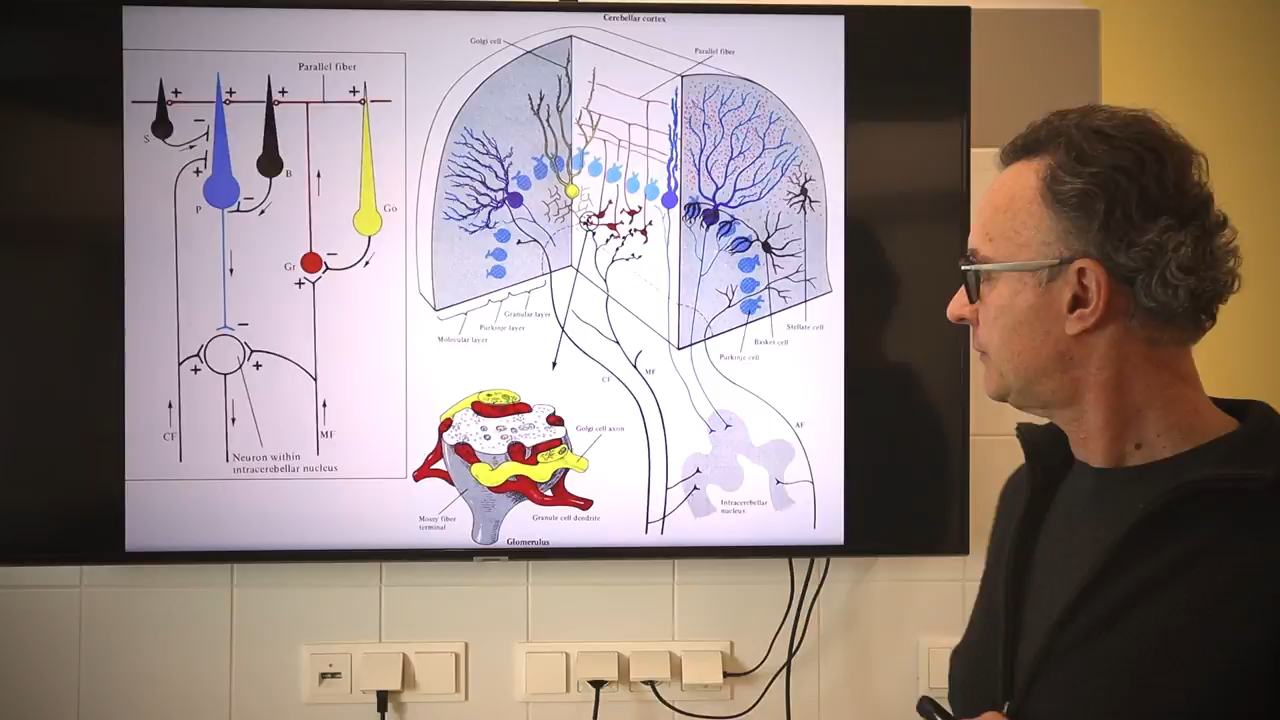 Cerebellar cortex
Golgi cell
Parallel fiber
Parallel fiber
+
+
+
+
S
−
+
P
−
B
Go
Gr
−
+
−
+
+
CF
MF
Neuron within
intracerebellar nucleus
Granular layer
Purkinje layer
Molecular layer
Stellate cell
Basket cell
Purkinje cell
CF
MF
AF
Golgi cell axon
Intracerebellar
nucleus
Mossy fiber
terminal
Granule cell dendrite
Glomerulus